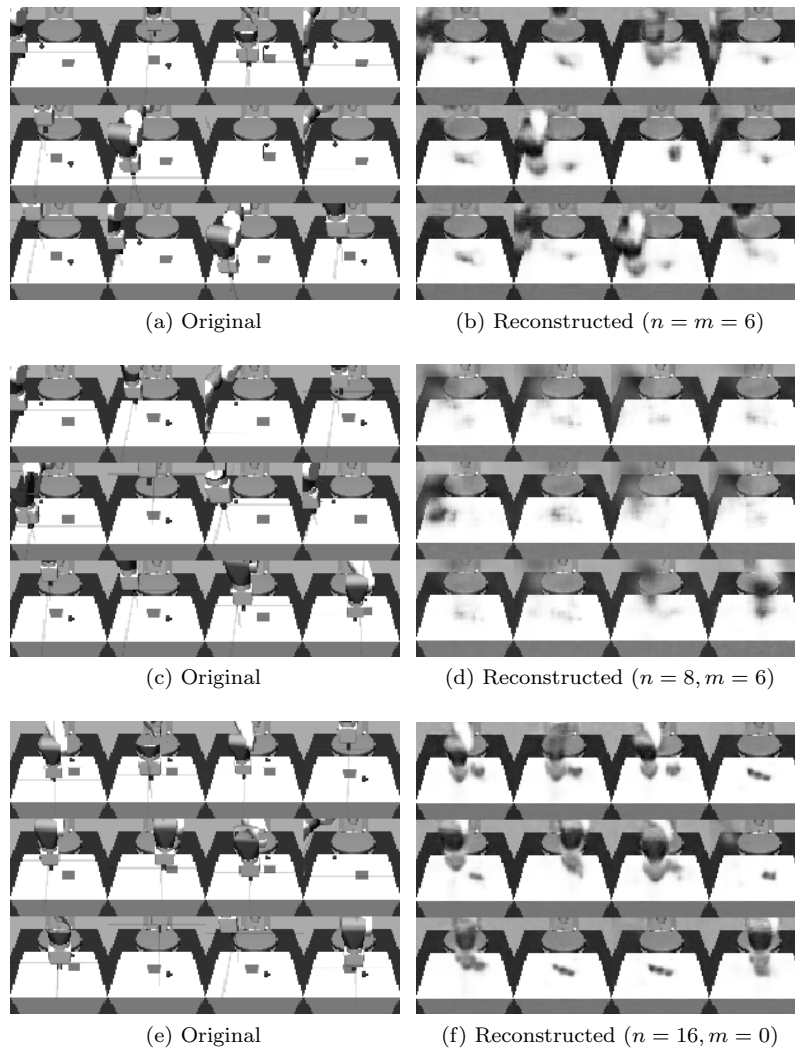 (a) Original
(b) Reconstructed (n = m = 6)
(c) Original
(d) Reconstructed (n = 8, m = 6)
(e) Original
(f) Reconstructed (n = 16, m = 0)